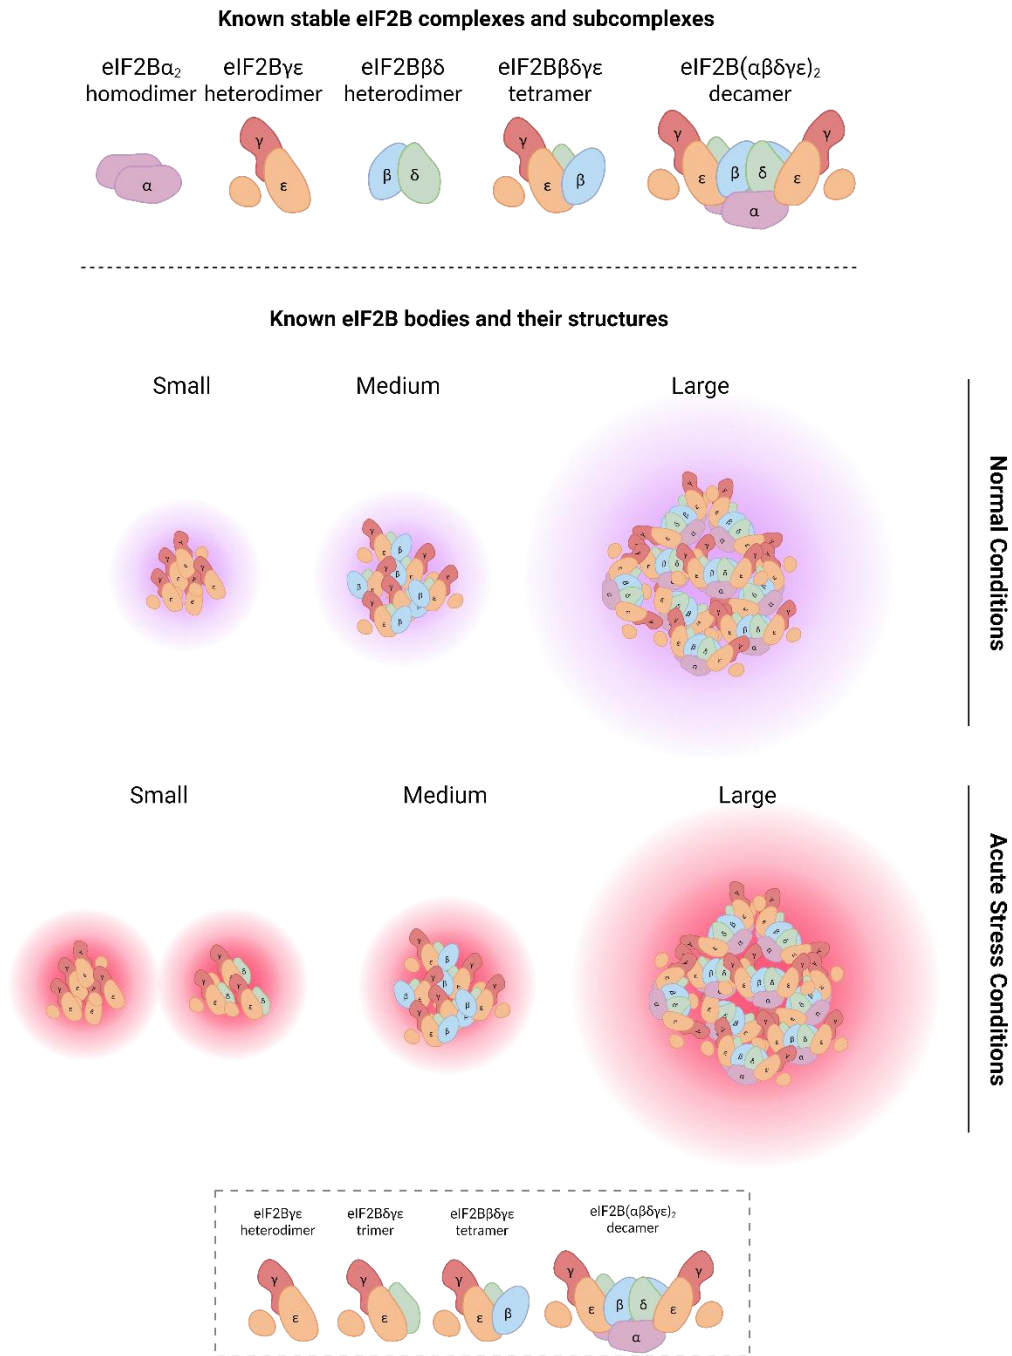 Known stable eIF2B complexes and subcomplexes
eIF2Bα₂ homodimer
eIF2Bγε heterodimer
eIF2Bβδ heterodimer
eIF2Bβδγε tetramer
eIF2B(αβδγε)₂ decamer
α
γ
ε
β δ
γ
ε β
γ γ
ε β δ ε
α
Known eIF2B bodies and their structures
Small Medium Large
Normal Conditions
Small Medium Large
Acute Stress Conditions
eIF2Bγε heterodimer
eIF2Bδγε trimer
eIF2Bβδγε tetramer
eIF2B(αβδγε)₂ decamer
γ
ε
γ
ε
γ
ε β
γ γ
ε β δ ε
α